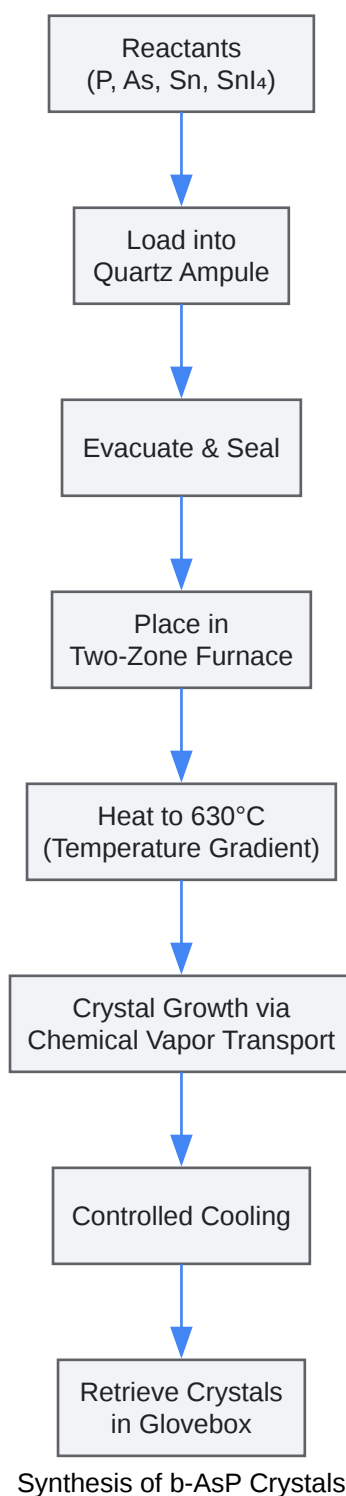 Reactants
(P, As, Sn, SnI₄)
Load into
Quartz Ampule
Evacuate & Seal
Place in
Two-Zone Furnace
Heat to 630°C
(Temperature Gradient)
Crystal Growth via
Chemical Vapor Transport
Controlled Cooling
Retrieve Crystals
in Glovebox
Synthesis of b-AsP Crystals